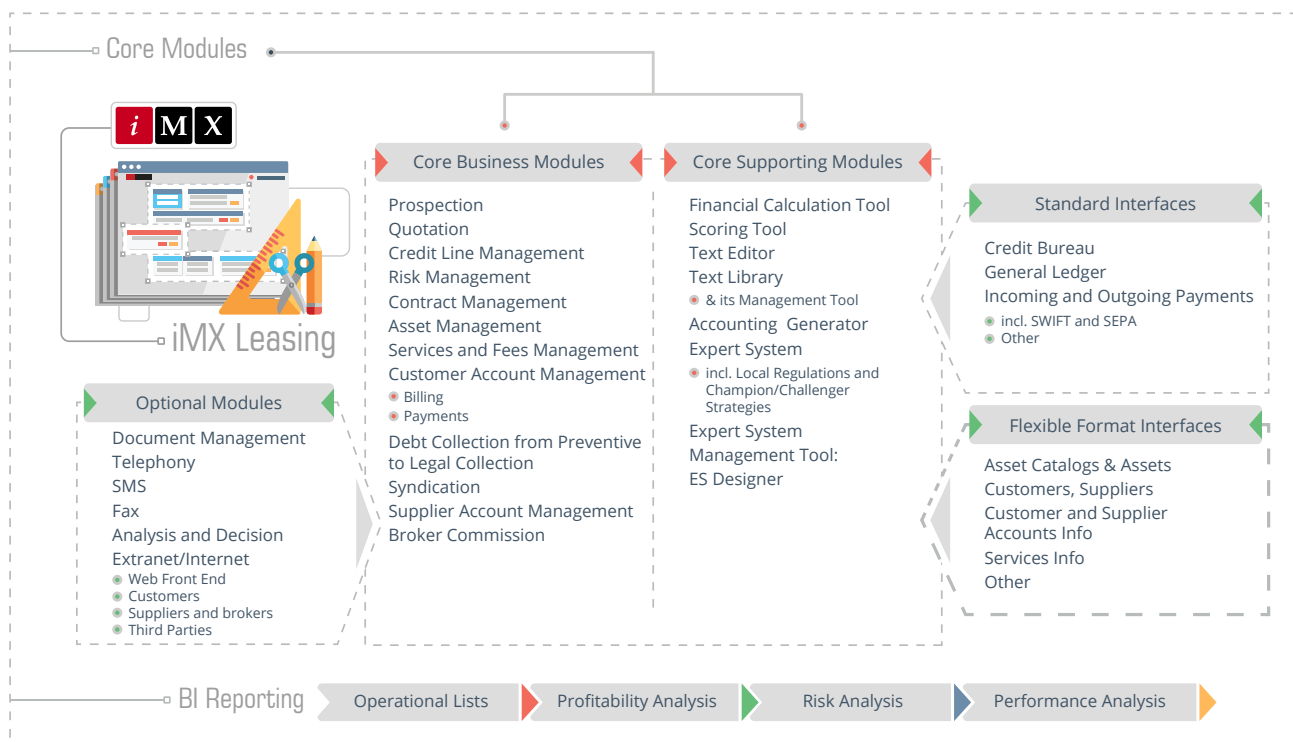 Core Modules
i M X
iMX Leasing
Core Business Modules
Prospection
Quotation
Credit Line Management
Risk Management
Contract Management
Asset Management
Services and Fees Management
Customer Account Management
Billing
Payments
Debt Collection from Preventive
to Legal Collection
Syndication
Supplier Account Management
Broker Commission
Core Supporting Modules
Financial Calculation Tool
Scoring Tool
Text Editor
Text Library
& its Management Tool
Accounting Generator
Expert System
incl. Local Regulations and
Champion/Challenger
Strategies
Expert System
Management Tool:
ES Designer
Standard Interfaces
Credit Bureau
General Ledger
Incoming and Outgoing Payments
incl. SWIFT and SEPA
Other
Flexible Format Interfaces
Asset Catalogs & Assets
Customers, Suppliers
Customer and Supplier
Accounts Info
Services Info
Other
Optional Modules
Document Management
Telephony
SMS
Fax
Analysis and Decision
Extranet/Internet
Web Front End
Customers
Suppliers and brokers
Third Parties
BI Reporting
Operational Lists
Profitability Analysis
Risk Analysis
Performance Analysis